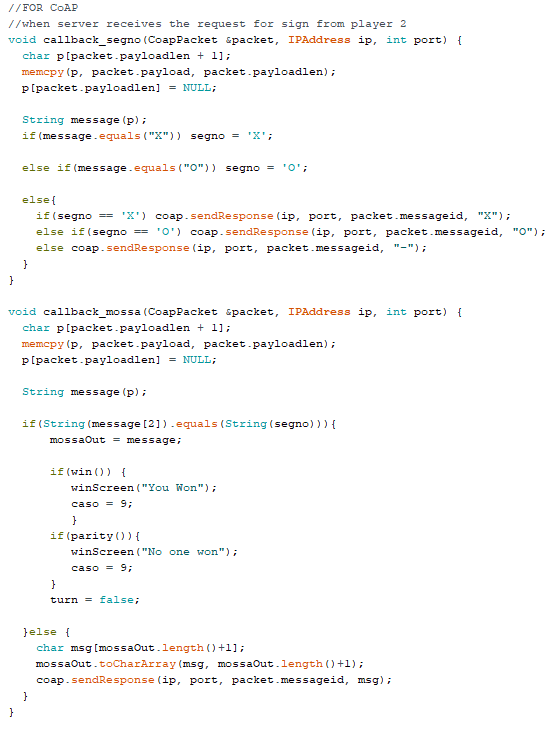 //FOR CoAP
//when server receives the request for sign from player 2
void callback_segno(CoapPacket &packet, IPAddress ip, int port) {
  char p[packet.payloadlen + 1];
  memcpy(p, packet.payload, packet.payloadlen);
  p[packet.payloadlen] = NULL;

  String message(p);
  if(message.equals("X")) segno = 'X';

  else if(message.equals("O")) segno = 'O';

  else{
    if(segno == 'X') coap.sendResponse(ip, port, packet.messageid, "X");
    else if(segno == 'O') coap.sendResponse(ip, port, packet.messageid, "O");
    else coap.sendResponse(ip, port, packet.messageid, "-");
  }
}

void callback_mossa(CoapPacket &packet, IPAddress ip, int port) {
  char p[packet.payloadlen + 1];
  memcpy(p, packet.payload, packet.payloadlen);
  p[packet.payloadlen] = NULL;

  String message(p);

  if(String(message[2]).equals(String(segno))){
      mossaOut = message;

      if(win()) {
         winScreen("You Won");
         caso = 9;
         }
      if(parity()){
         winScreen("No one won");
         caso = 9;
      }
      turn = false;

  }else {
    char msg[mossaOut.length()+1];
    mossaOut.toCharArray(msg, mossaOut.length()+1);
    coap.sendResponse(ip, port, packet.messageid, msg);
  }
}